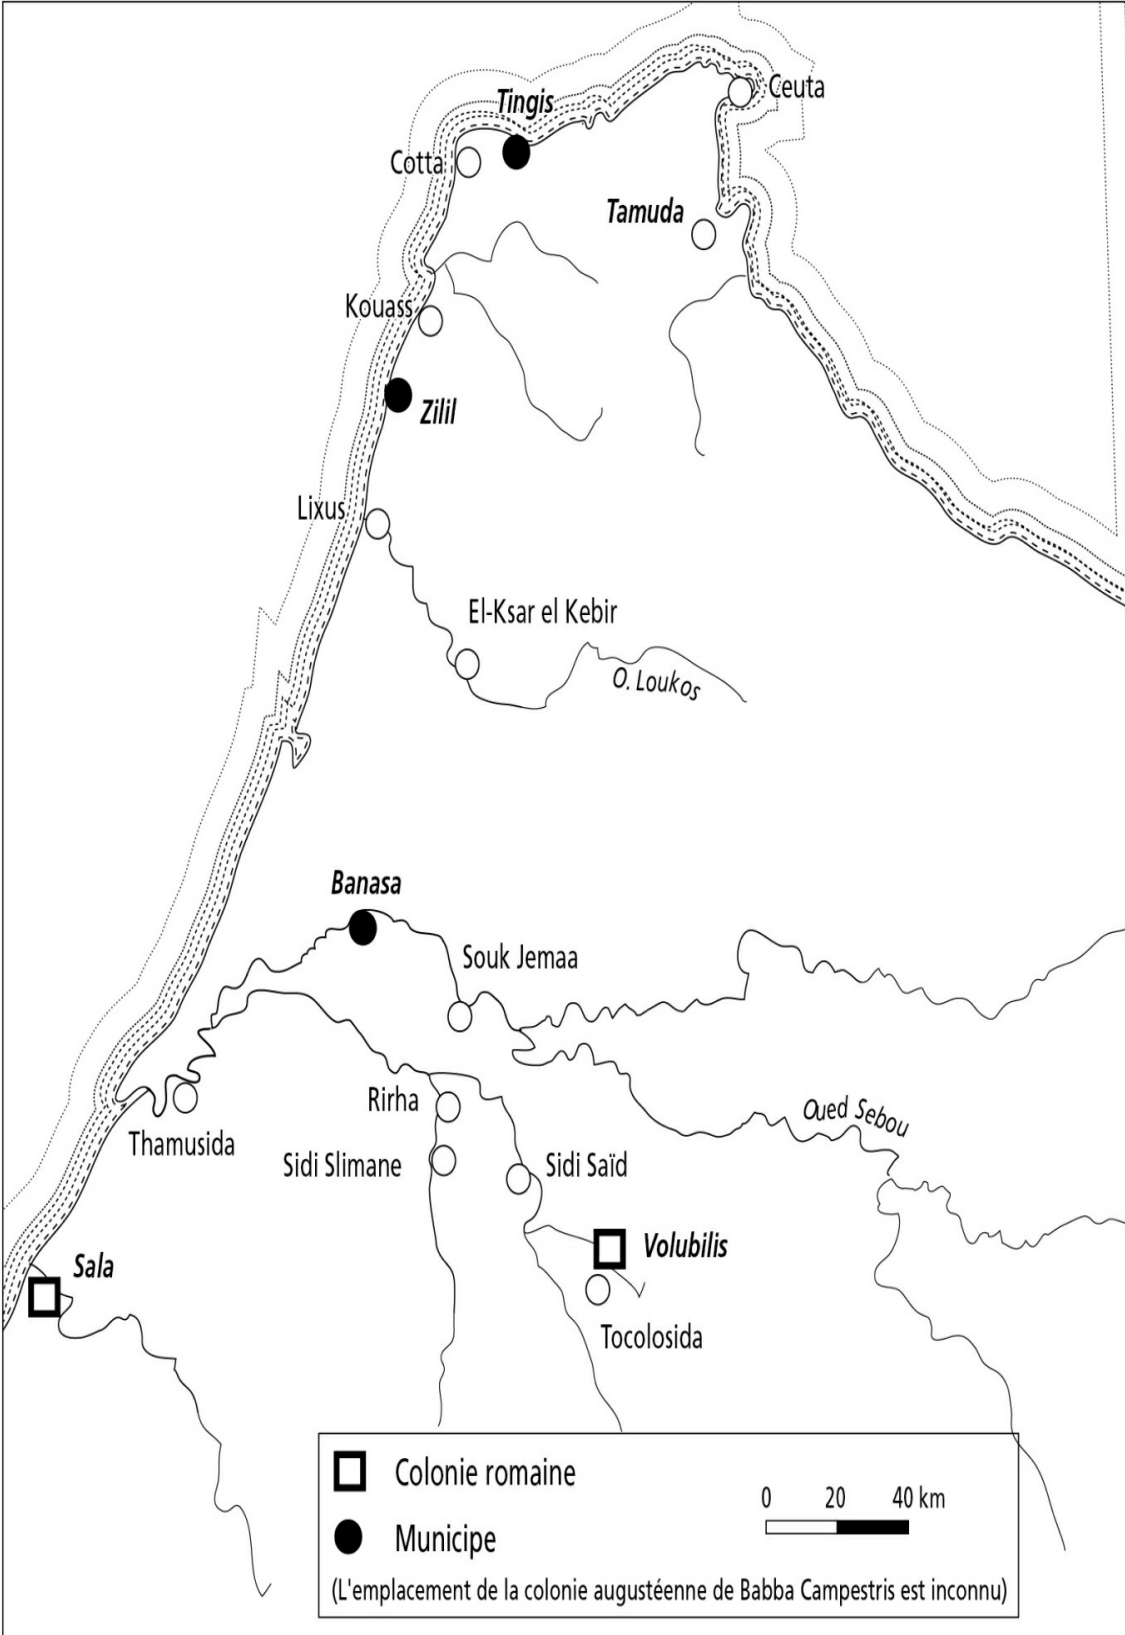 Ceuta
Tingis
Cotta
Tamuda
Kouass
Zilil
Lixus
El-Ksar el Kebir
O. Loukos
Banasa
Souk Jemaa
Rirha
Oued Sebou
Thamusida
Sidi Slimane
Sidi Saïd
Volubilis
Sala
Tocolosida
Colonie romaine
0 20 40 km
Municipe
(L'emplacement de la colonie augustéenne de Babba Campestris est inconnu)